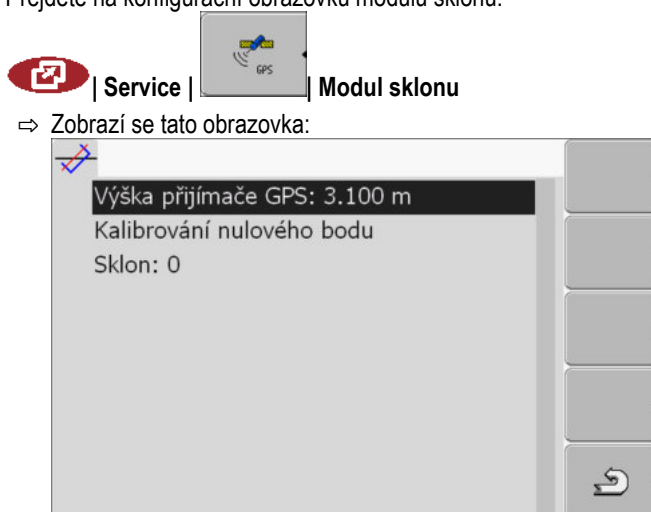 Přejděte na konfigurační obrazovku modulu sklonu:
GPS
| Service | | Modul sklonu
⇨ Zobrazí se tato obrazovka:
Výška přijímače GPS: 3.100 m
Kalibrování nulového bodu
Sklon: 0